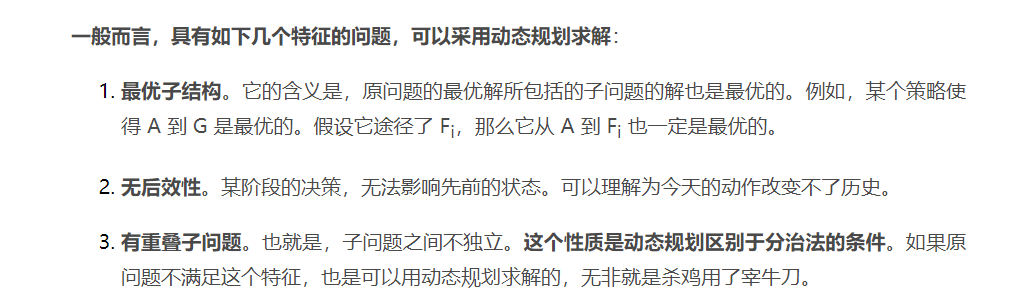 一般而言，具有如下几个特征的问题，可以采用动态规划求解：
1. 最优子结构。它的含义是，原问题的最优解所包括的子问题的解也是最优的。例如，某个策略使
得 A 到 G 是最优的。假设它途径了 Fi，那么它从 A 到 Fi 也一定是最优的。
2. 无后效性。某阶段的决策，无法影响先前的状态。可以理解为今天的动作改变不了历史。
3. 有重叠子问题。也就是，子问题之间不独立。这个性质是动态规划区别于分治法的条件。如果原
问题不满足这个特征，也是可以用动态规划求解的，无非就是杀鸡用了宰牛刀。